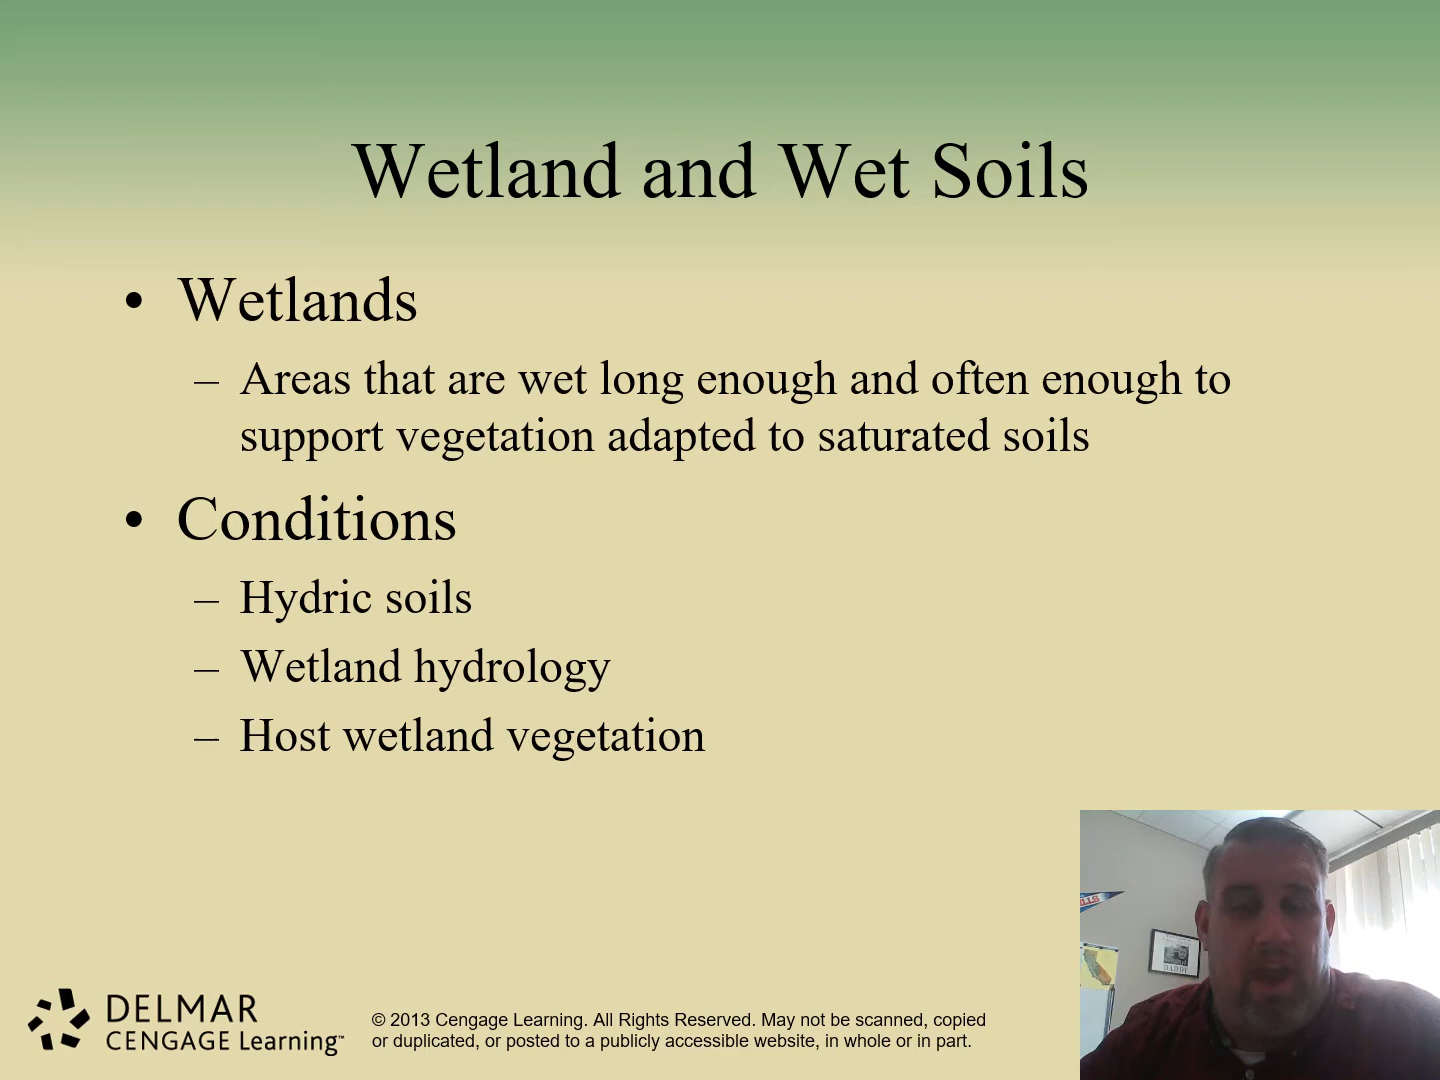 Wetland and Wet Soils
• Wetlands
– Areas that are wet long enough and often enough to
support vegetation adapted to saturated soils
• Conditions
– Hydric soils
– Wetland hydrology
– Host wetland vegetation
DELMAR
CENGAGE Learning™
© 2013 Cengage Learning. All Rights Reserved. May not be scanned, copied
or duplicated, or posted to a publicly accessible website, in whole or in part.
DADDY